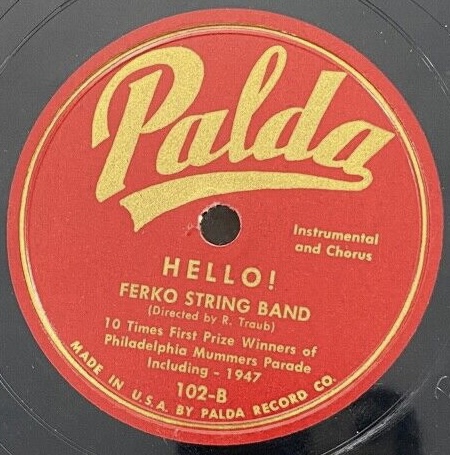 Palda
Instrumental
and Chorus
HELLO!
FERKO STRING BAND
(Directed by R. Traub)
10 Times First Prize Winners of
Philadelphia Mummers Parade
Including - 1947
102-B
MADE IN U.S.A. BY PALDA RECORD CO.